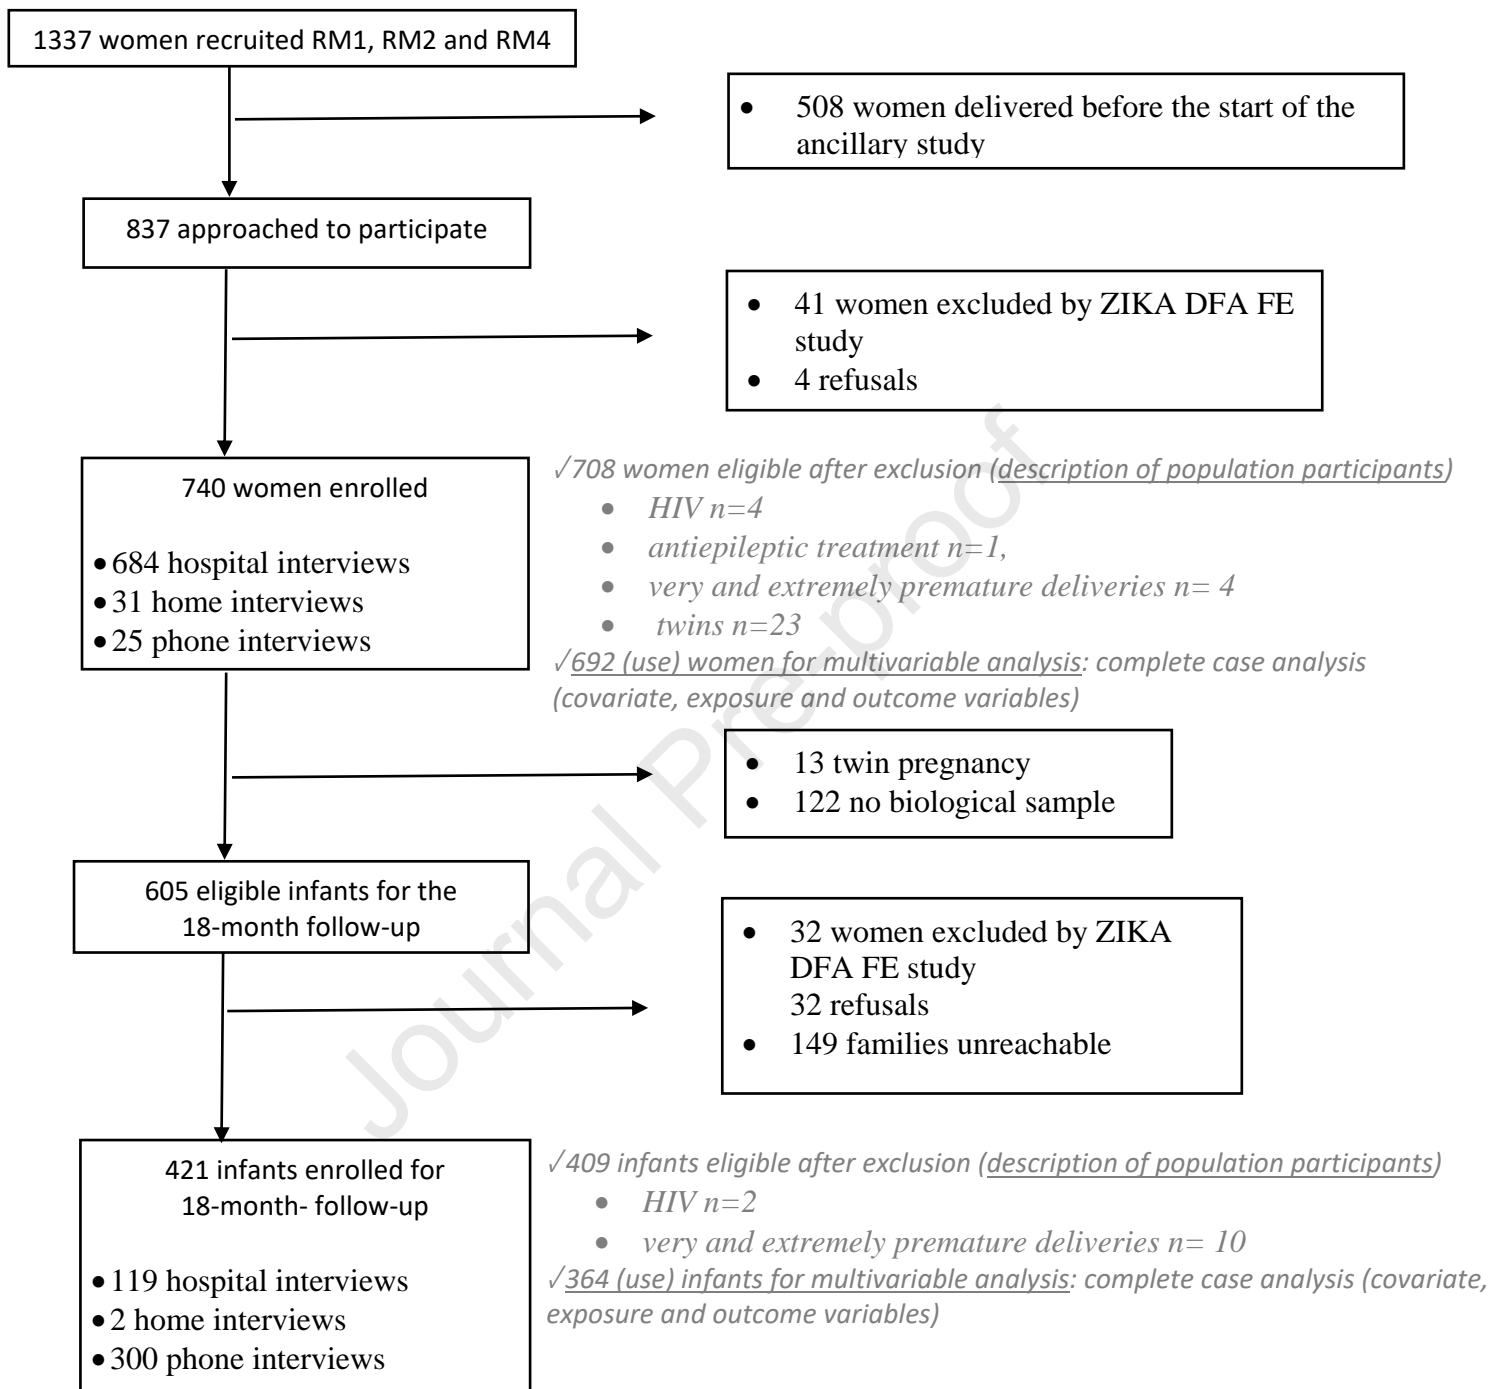 1337 women recruited RM1, RM2 and RM4
• 508 women delivered before the start of the
ancillary study
837 approached to participate
• 41 women excluded by ZIKA DFA FE
study
• 4 refusals
740 women enrolled
• 684 hospital interviews
• 31 home interviews
• 25 phone interviews
√708 women eligible after exclusion (description of population participants)
• HIV n=4
• antiepileptic treatment n=1,
• very and extremely premature deliveries n= 4
• twins n=23
√692 (use) women for multivariable analysis: complete case analysis
(covariate, exposure and outcome variables)
• 13 twin pregnancy
• 122 no biological sample
605 eligible infants for the
18-month follow-up
• 32 women excluded by ZIKA
DFA FE study
32 refusals
• 149 families unreachable
421 infants enrolled for
18-month- follow-up
• 119 hospital interviews
• 2 home interviews
• 300 phone interviews
√409 infants eligible after exclusion (description of population participants)
• HIV n=2
• very and extremely premature deliveries n= 10
√364 (use) infants for multivariable analysis: complete case analysis (covariate,
exposure and outcome variables)
Journal Pre-proof